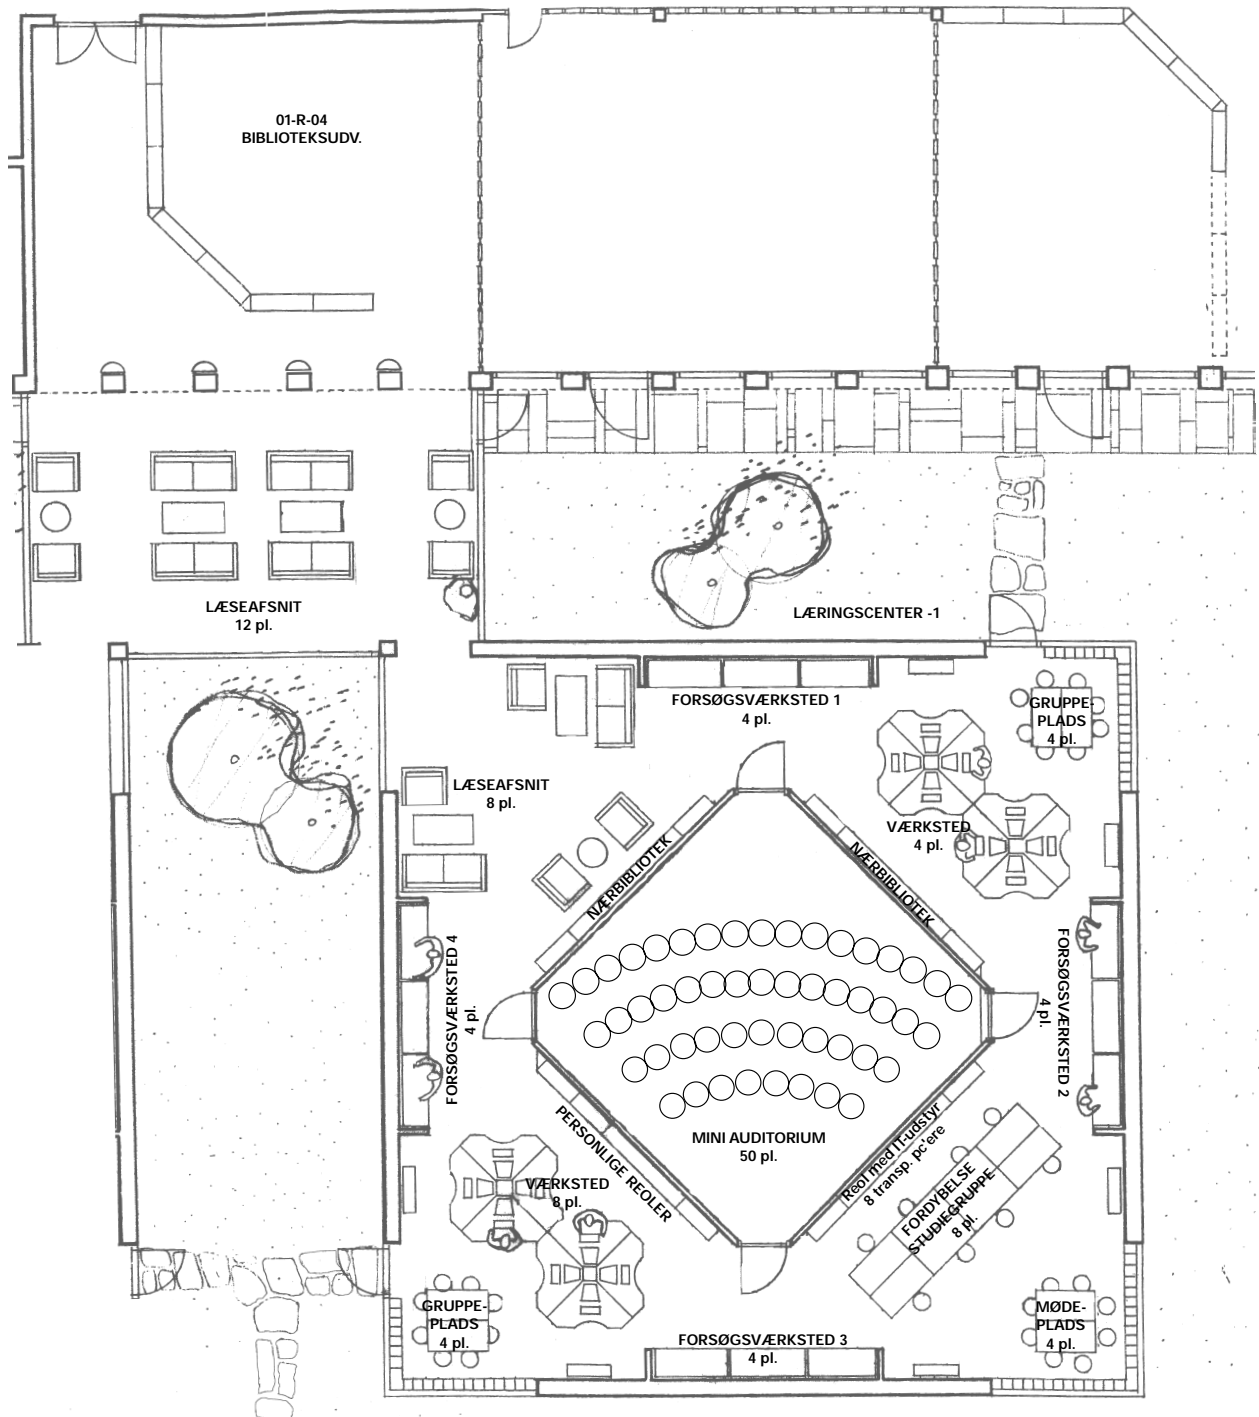 01-R-04
BIBLIOTEKSUDV.
LÆSEAFSNIT
12 pl.
LÆRINGSCENTER -1
FORSØGSVÆRKSTED 1
4 pl.
GRUPPE-
PLADS
4 pl.
LÆSEAFSNIT
8 pl.
VÆRKSTED
4 pl.
NÆRBIBLIOTEK
NÆRBIBLIOTEK
FORSØGSVÆRKSTED 4
4 pl.
FORSØGSVÆRKSTED 2
4 pl.
MINI AUDITORIUM
50 pl.
PERSONLIGE REOLER
Reol med IT-udstyr
8 transp. pc'ere
FORDYBELSE
STUDIEGRUPPE
8 pl.
VÆRKSTED
8 pl.
GRUPPE-
PLADS
4 pl.
FORSØGSVÆRKSTED 3
4 pl.
MØDE-
PLADS
4 pl.